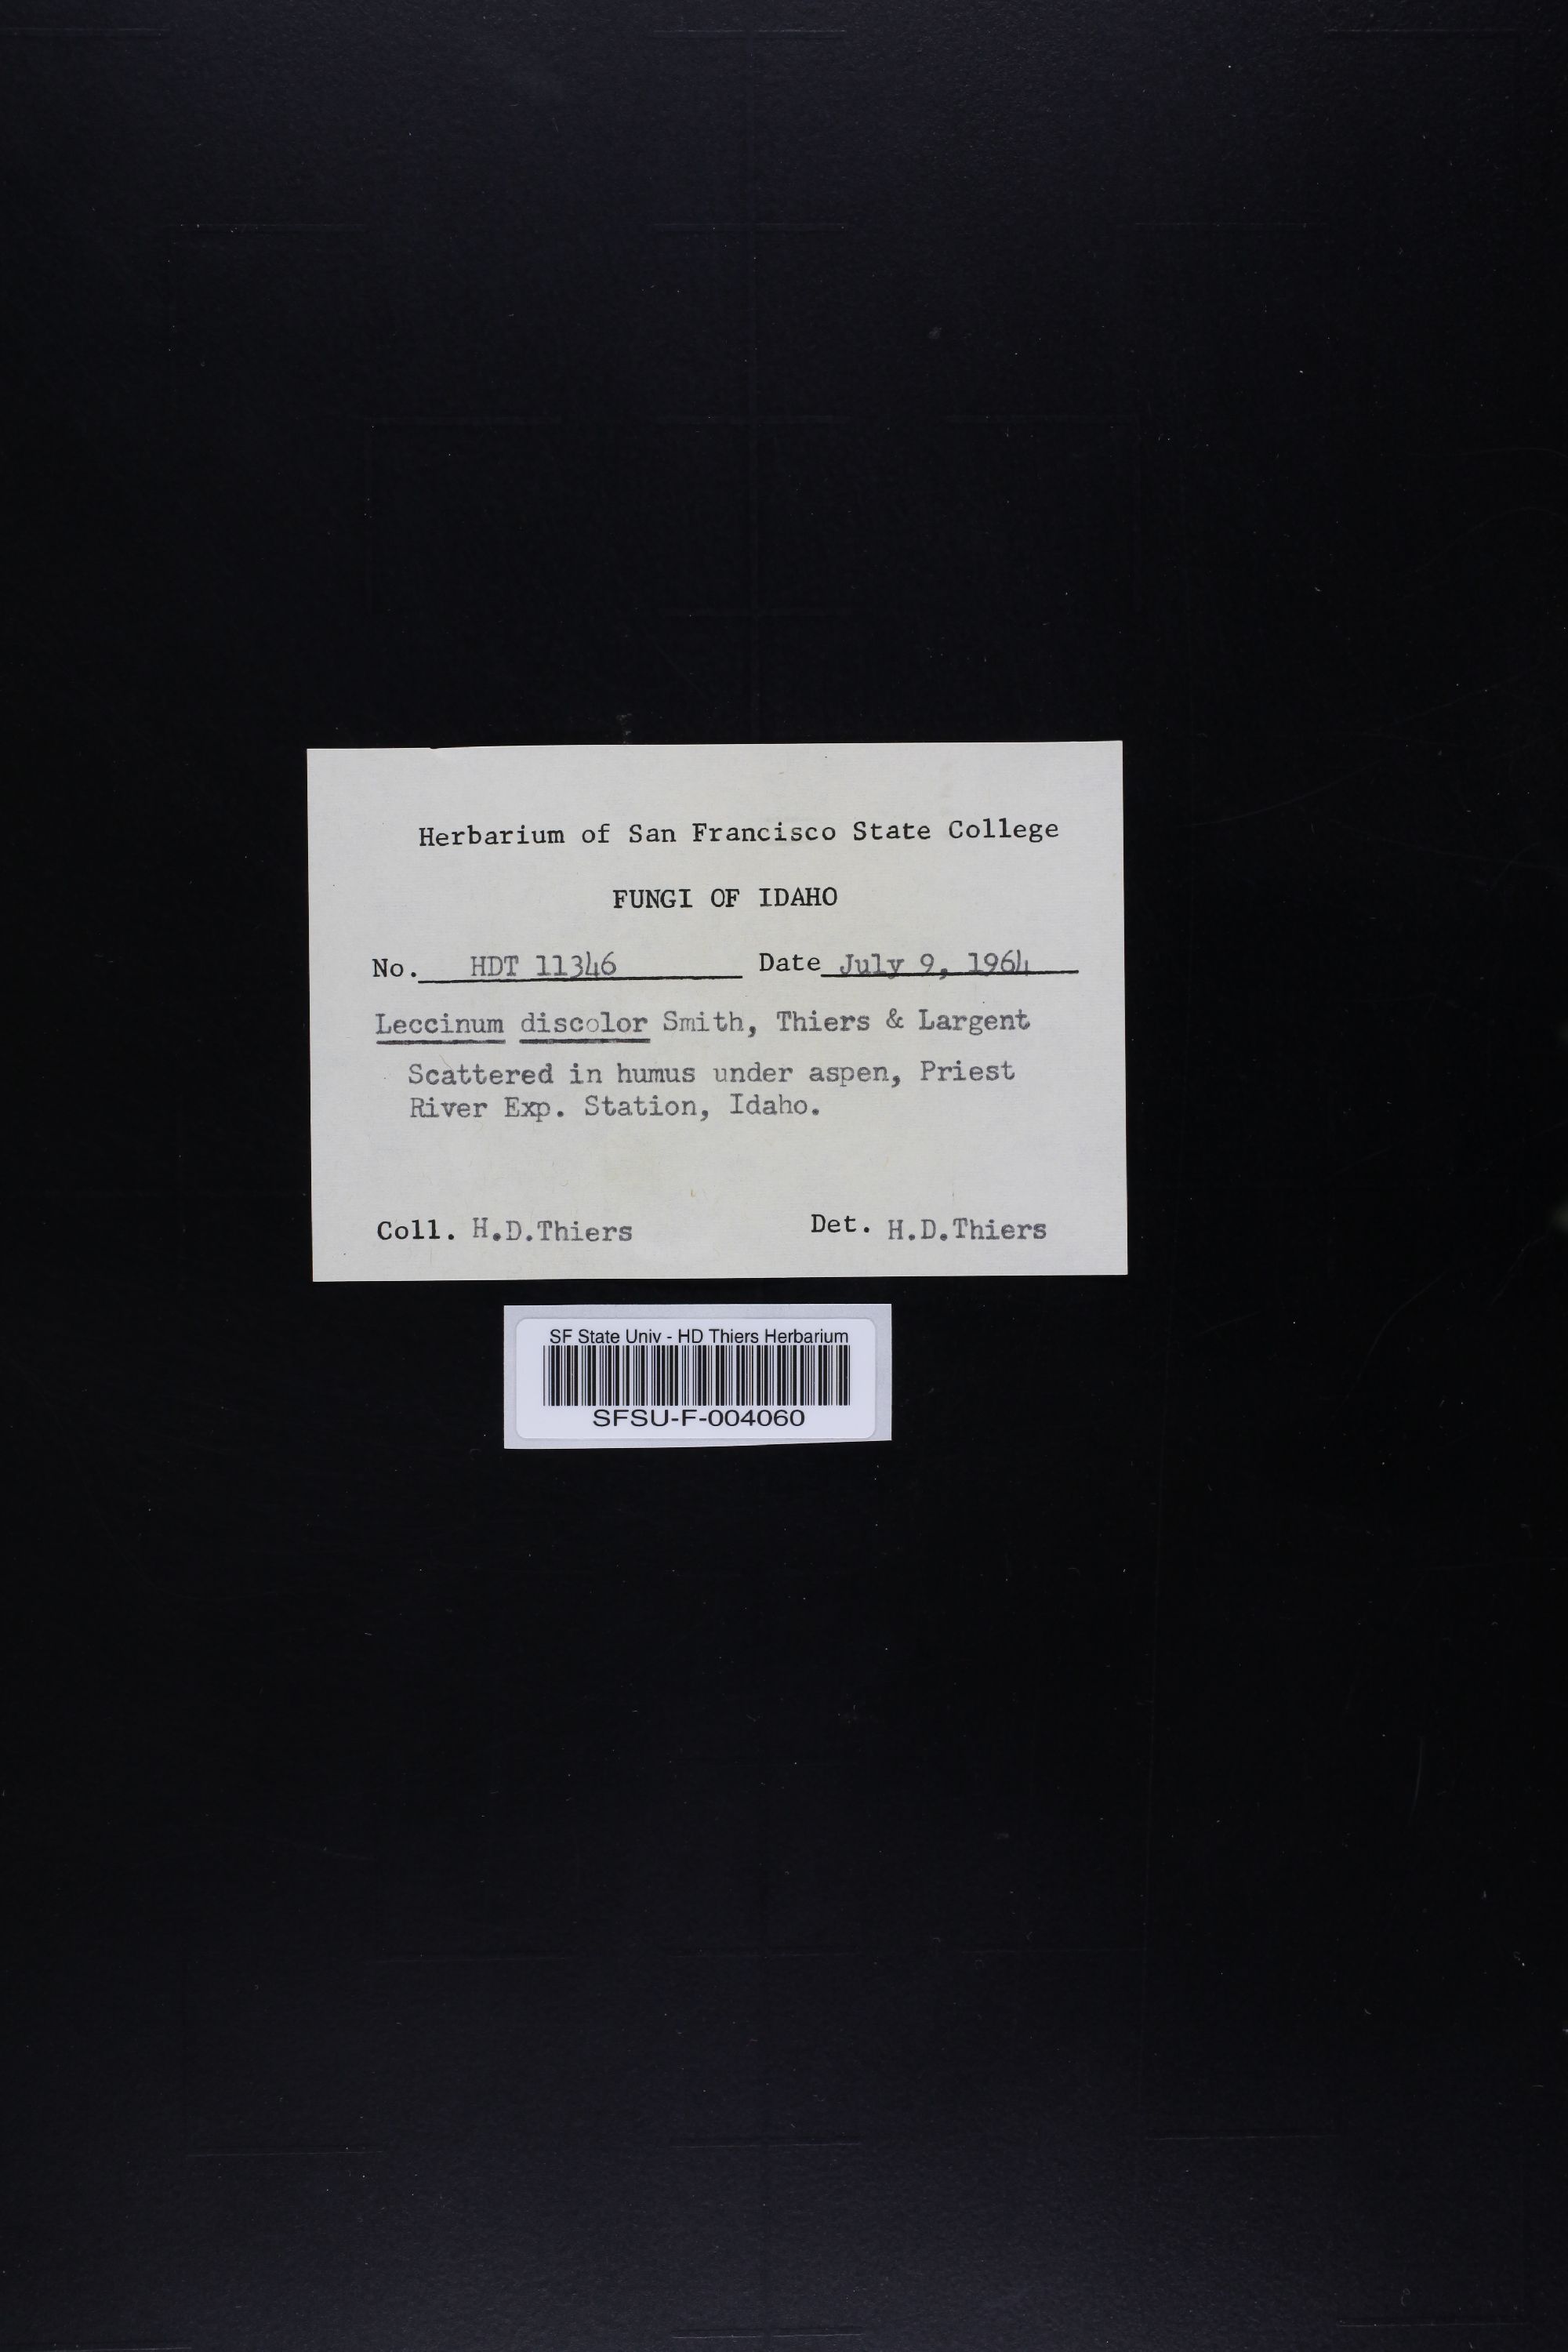 Herbarium of San Francisco State College
FUNGI OF IDAHO
No. HDT 11346 Date July 9, 1964
Leccinum discolor Smith, Thiers & Largent
Scattered in humus under aspen, Priest
River Exp. Station, Idaho.
Coll. H.D.Thiers Det. H.D.Thiers
SF State Univ - HD Thiers Herbarium
SFSU-F-004060